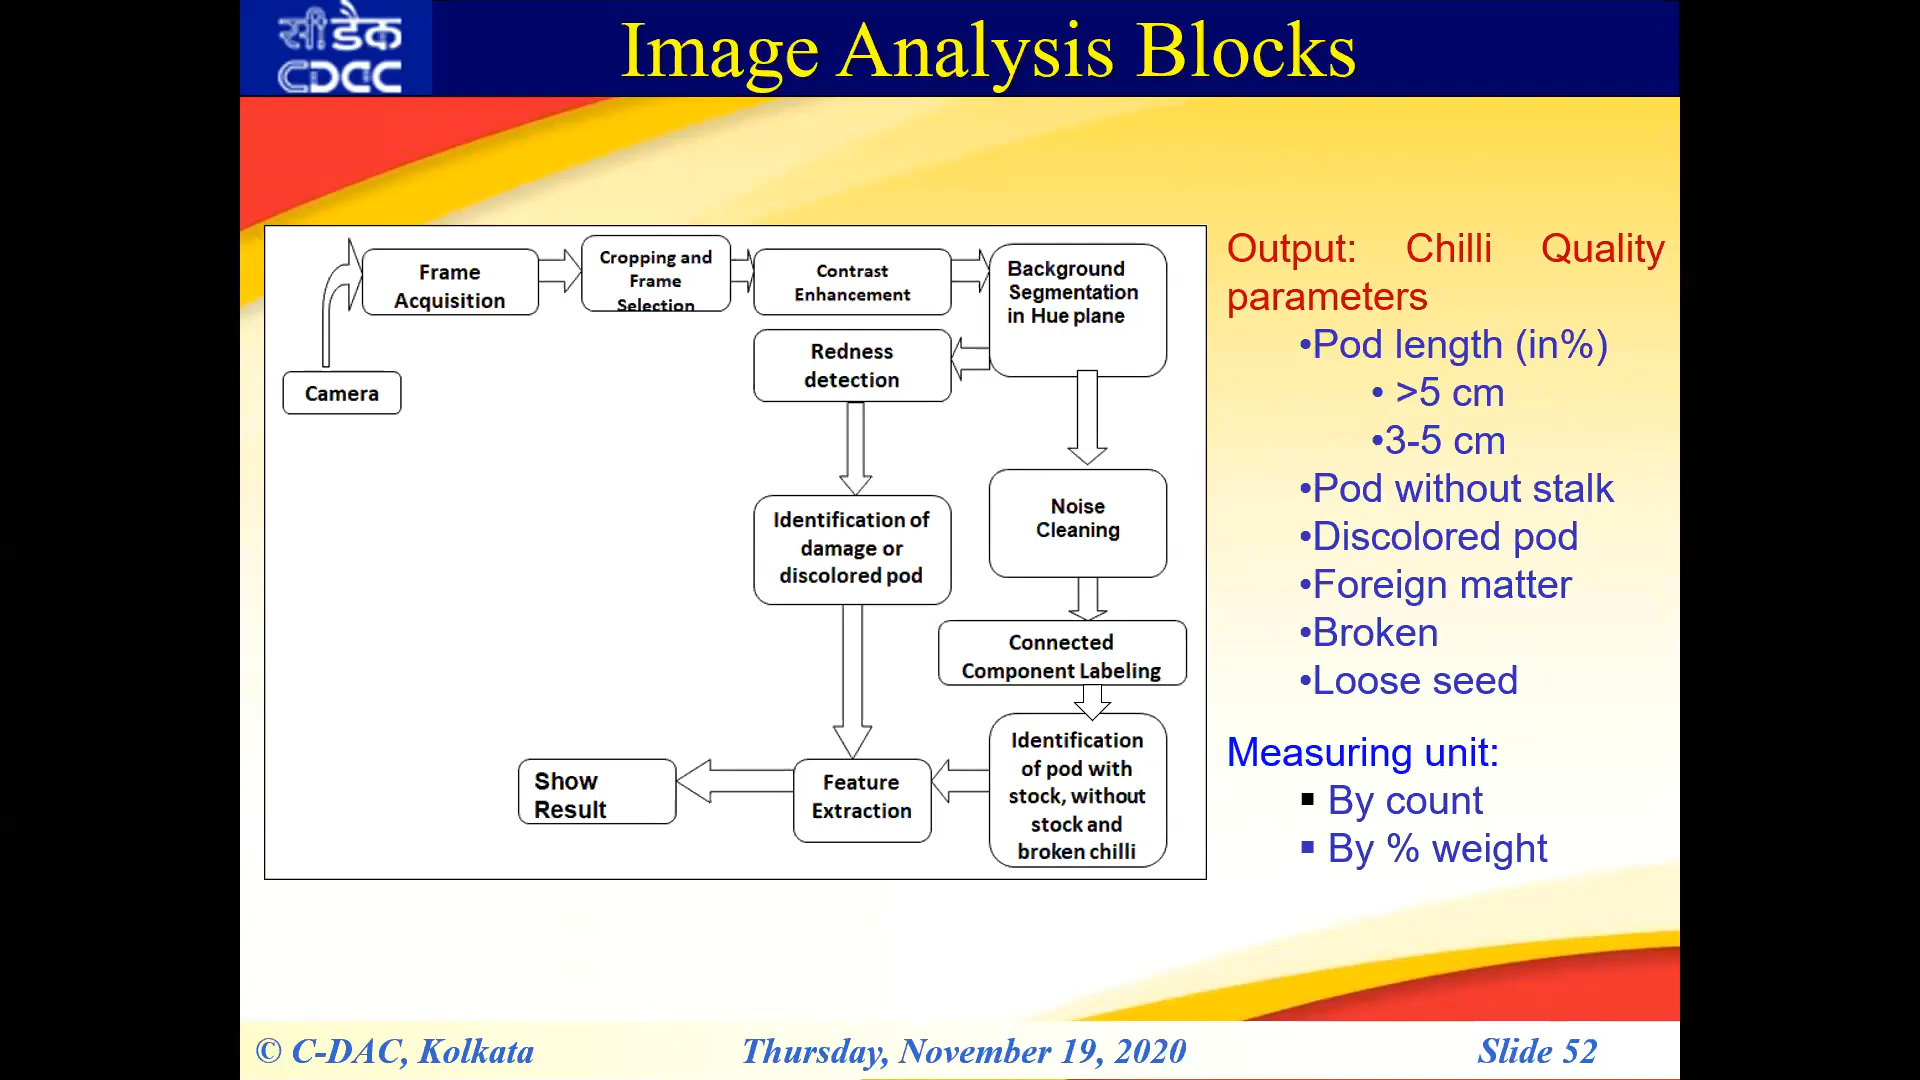 सीडैक
CDAC
Image Analysis Blocks
Frame
Acquisition
Cropping and
Frame
Selection
Contrast
Enhancement
Background
Segmentation
in Hue plane
Redness
detection
Camera
Identification of
damage or
discolored pod
Noise
Cleaning
Connected
Component Labeling
Identification
of pod with
stock, without
stock and
broken chilli
Feature
Extraction
Show
Result
Output: Chilli Quality
parameters
•Pod length (in%)
• >5 cm
•3-5 cm
•Pod without stalk
•Discolored pod
•Foreign matter
•Broken
•Loose seed
Measuring unit:
▪ By count
▪ By % weight
© C-DAC, Kolkata
Thursday, November 19, 2020
Slide 52